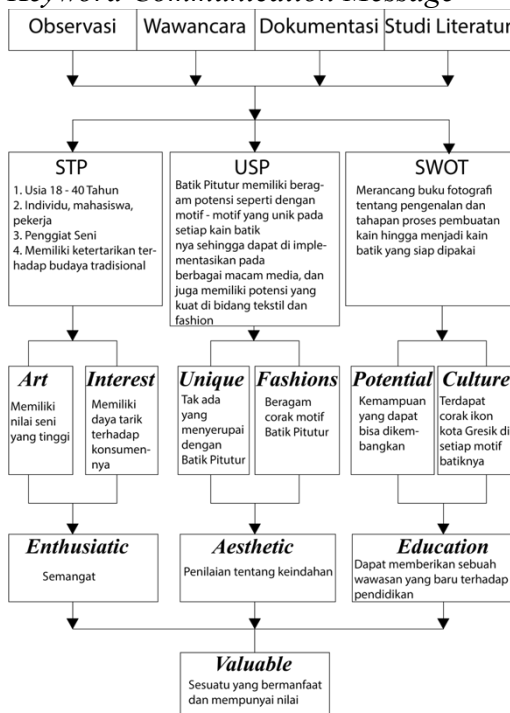 Keyword Communication Message
Observasi
Wawancara
Dokumentasi
Studi Literatur
STP
1. Usia 18 - 40 Tahun
2. Individu, mahasiswa,
pekerja
3. Penggiat Seni
4. Memiliki ketertarikan ter-
hadap budaya tradisional
USP
Batik Pitutur memiliki berag-
am potensi seperti dengan
motif - motif yang unik pada
setiap kain batik
nya sehingga dapat di imple-
mentasikan pada
berbagai macam media, dan
juga memiliki potensi yang
kuat di bidang tekstil dan
fashion
SWOT
Merancang buku fotografi
tentang pengenalan dan
tahapan proses pembuatan
kain hingga menjadi kain
batik yang siap dipakai
Art
Memiliki
nilai seni
yang tinggi
Interest
Memiliki
daya tarik
terhadap
konsumen-
nya
Unique
Tak ada
yang
menyerupai
dengan
Batik Pitutur
Fashions
Beragam
corak motif
Batik Pitutur
Potential
Kemampuan
yang dapat
bisa dikem-
bangkan
Culture
Terdapat
corak ikon
kota Gresik di
setiap motif
batiknya
Enthusiatic
Semangat
Aesthetic
Penilaian tentang keindahan
Education
Dapat memberikan sebuah
wawasan yang baru terhadap
pendidikan
Valuable
Sesuatu yang bermanfaat
dan mempunyai nilai